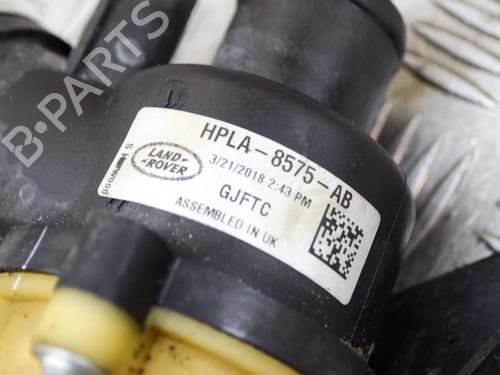 B-PARTS
HPLA-8575-AB
LAND-
-ROVER
3/21/2018 2:43 PM
GJFTC
ASSEMBLED IN UK